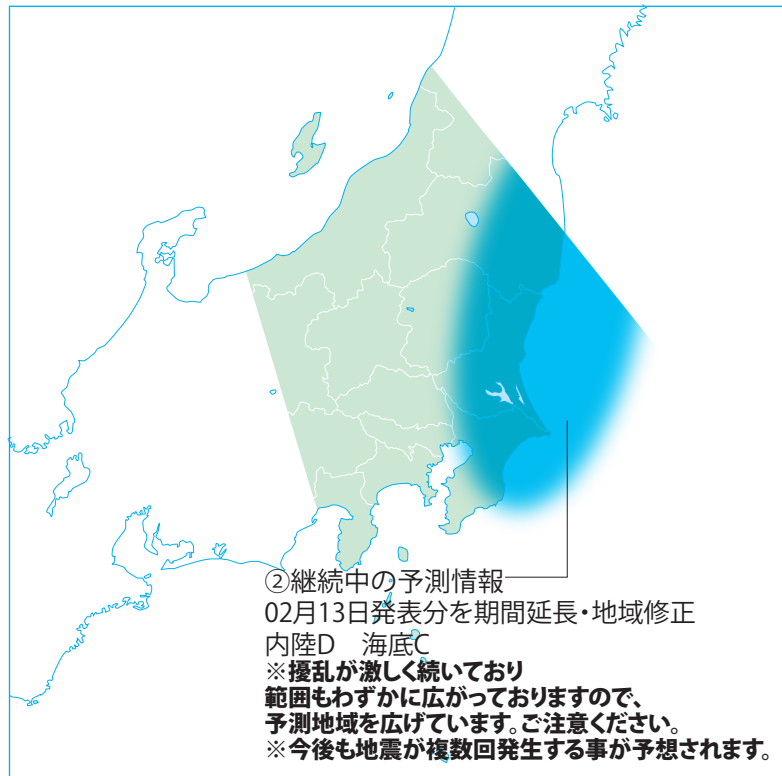 ②継続中の予測情報
02月13日発表分を期間延長・地域修正
内陸D　海底C
※擾乱が激しく続いており
範囲もわずかに広がっておりますので、
予測地域を広げています。ご注意ください。
※今後も地震が複数回発生する事が予想されます。